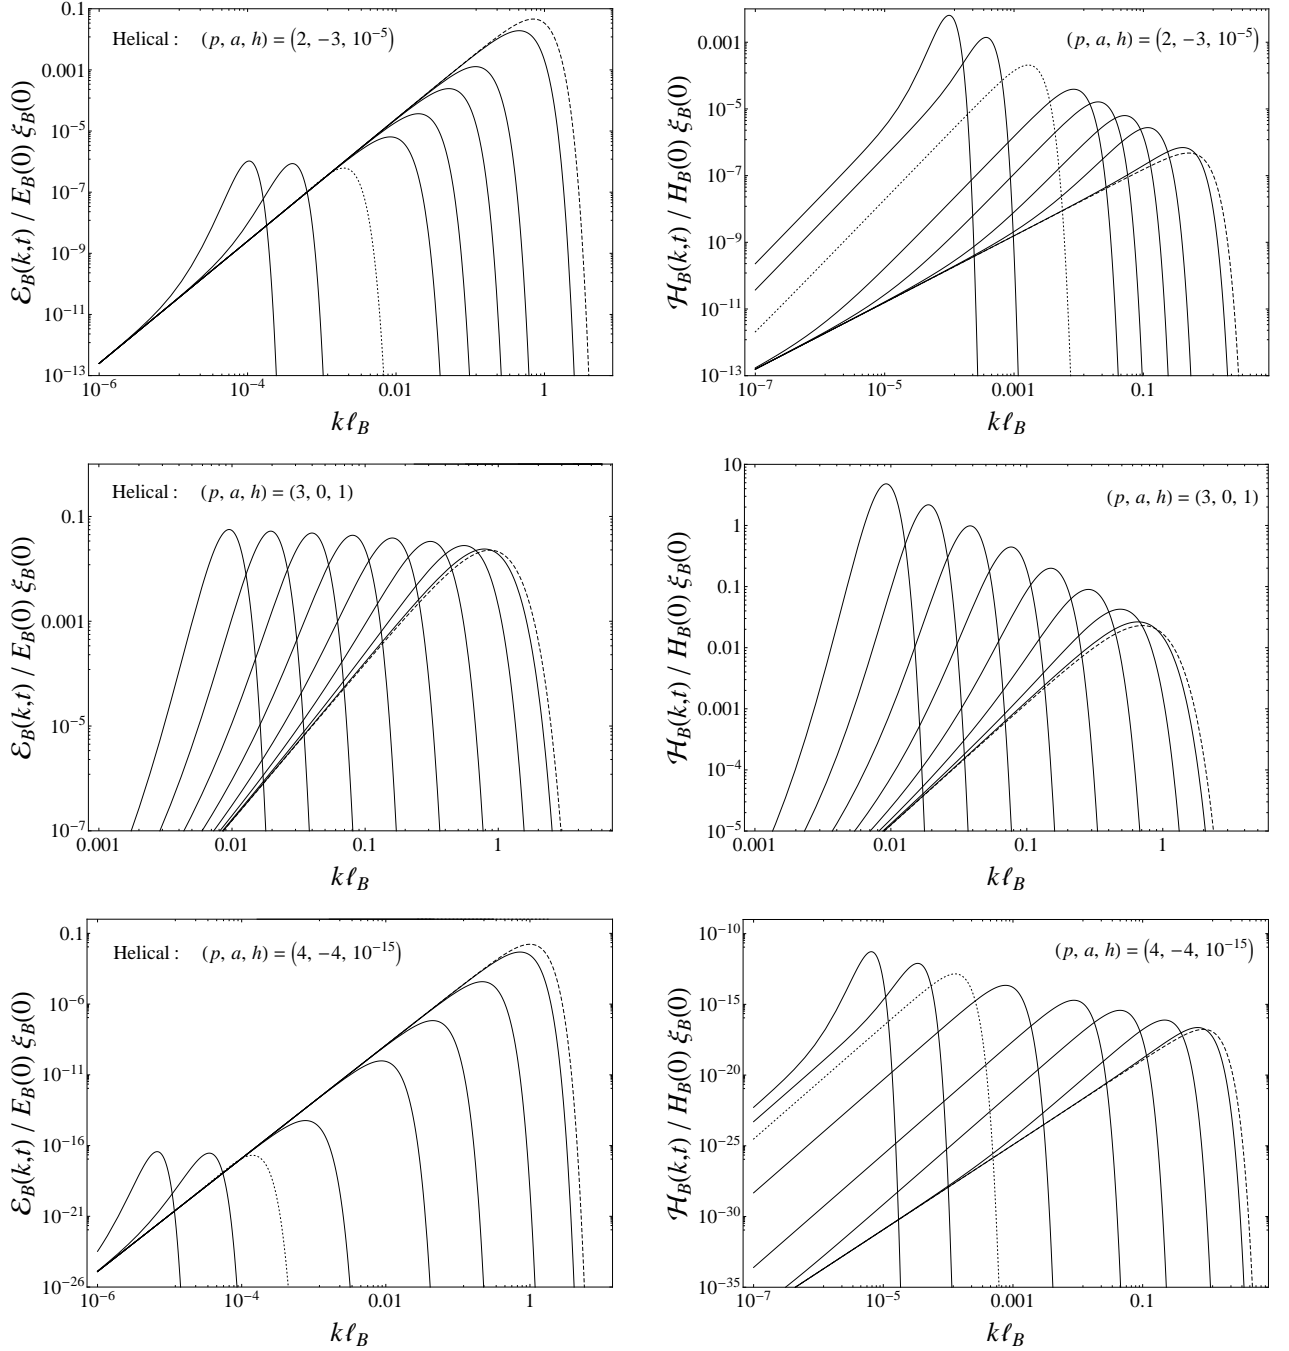 0.1
0.001
10^{-5}
10^{-7}
10^{-9}
10^{-11}
10^{-13}
ℰ_B(k,t) / E_B(0) ξ_B(0)
Helical : (p, a, h) = (2, −3, 10^{-5})
10^{-6} 10^{-4} 0.01 1
kℓ_B
0.001
10^{-5}
10^{-7}
10^{-9}
10^{-11}
10^{-13}
ℋ_B(k,t) / H_B(0) ξ_B(0)
(p, a, h) = (2, −3, 10^{-5})
10^{-7} 10^{-5} 0.001 0.1
kℓ_B
0.1
0.001
10^{-5}
10^{-7}
ℰ_B(k,t) / E_B(0) ξ_B(0)
Helical : (p, a, h) = (3, 0, 1)
0.001 0.01 0.1 1
kℓ_B
10
1
0.1
0.01
0.001
10^{-4}
10^{-5}
ℋ_B(k,t) / H_B(0) ξ_B(0)
(p, a, h) = (3, 0, 1)
0.001 0.01 0.1 1
kℓ_B
0.1
10^{-6}
10^{-11}
10^{-16}
10^{-21}
10^{-26}
ℰ_B(k,t) / E_B(0) ξ_B(0)
Helical : (p, a, h) = (4, −4, 10^{-15})
10^{-6} 10^{-4} 0.01 1
kℓ_B
10^{-10}
10^{-15}
10^{-20}
10^{-25}
10^{-30}
10^{-35}
ℋ_B(k,t) / H_B(0) ξ_B(0)
(p, a, h) = (4, −4, 10^{-15})
10^{-7} 10^{-5} 0.001 0.1
kℓ_B